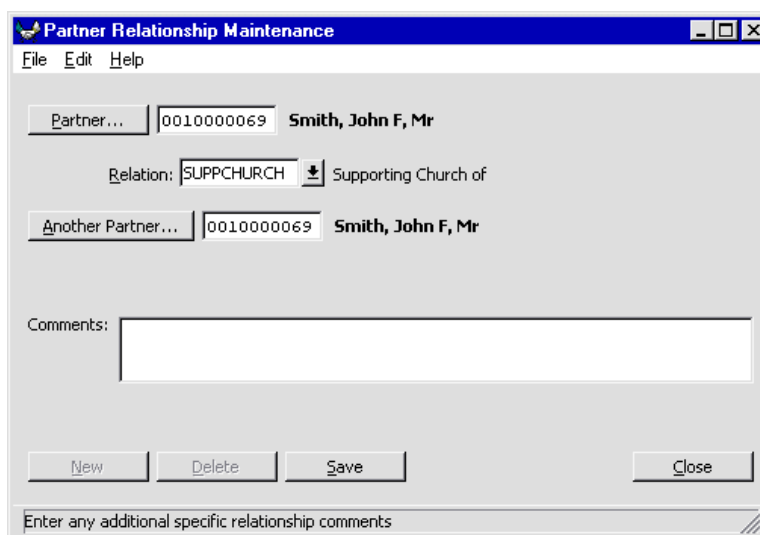 Partner Relationship Maintenance
File Edit Help
Partner... 0010000069 Smith, John F, Mr
Relation: SUPPCHURCH Supporting Church of
Another Partner... 0010000069 Smith, John F, Mr
Comments:
New Delete Save Close
Enter any additional specific relationship comments